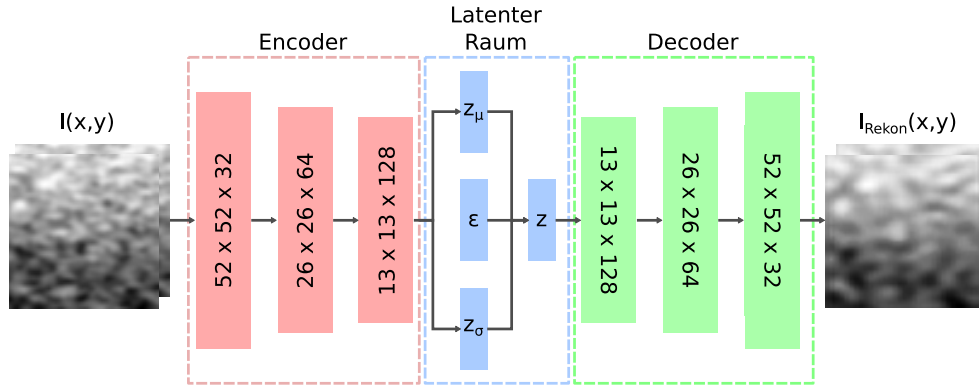 Latenter
Raum
Encoder
Decoder
I(x,y)
52 x 52 x 32
26 x 26 x 64
13 x 13 x 128
zμ
ε
zσ
z
13 x 13 x 128
26 x 26 x 64
52 x 52 x 32
IRekon(x,y)